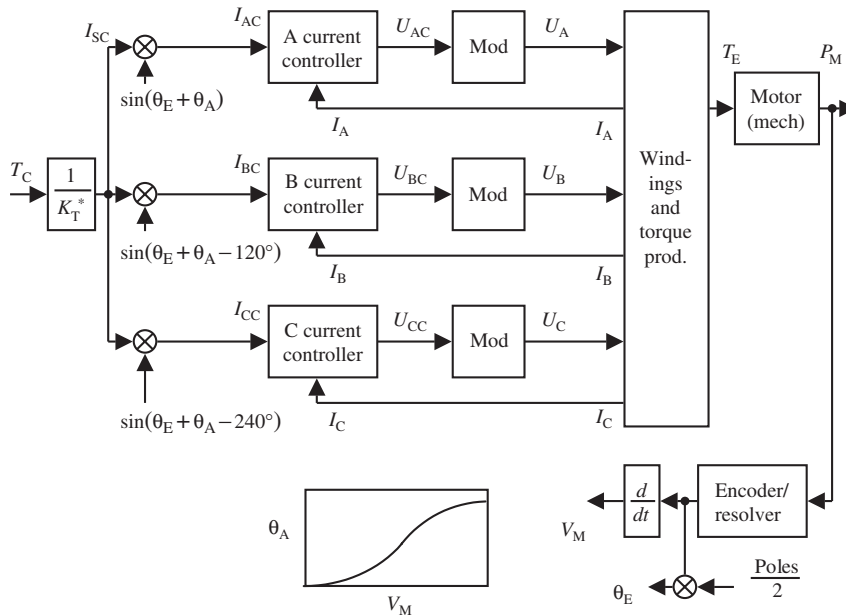 I_SC
I_AC
A current
controller
U_AC
Mod
U_A
T_E
P_M
Motor
(mech)
sin(θ_E + θ_A)
I_A
I_A
T_C
1
K_T*
I_BC
B current
controller
U_BC
Mod
U_B
Wind-
ings
and
torque
prod.
sin(θ_E + θ_A − 120°)
I_B
I_B
I_CC
C current
controller
U_CC
Mod
U_C
sin(θ_E + θ_A − 240°)
I_C
I_C
θ_A
V_M
V_M
d
dt
Encoder/
resolver
θ_E
Poles
2